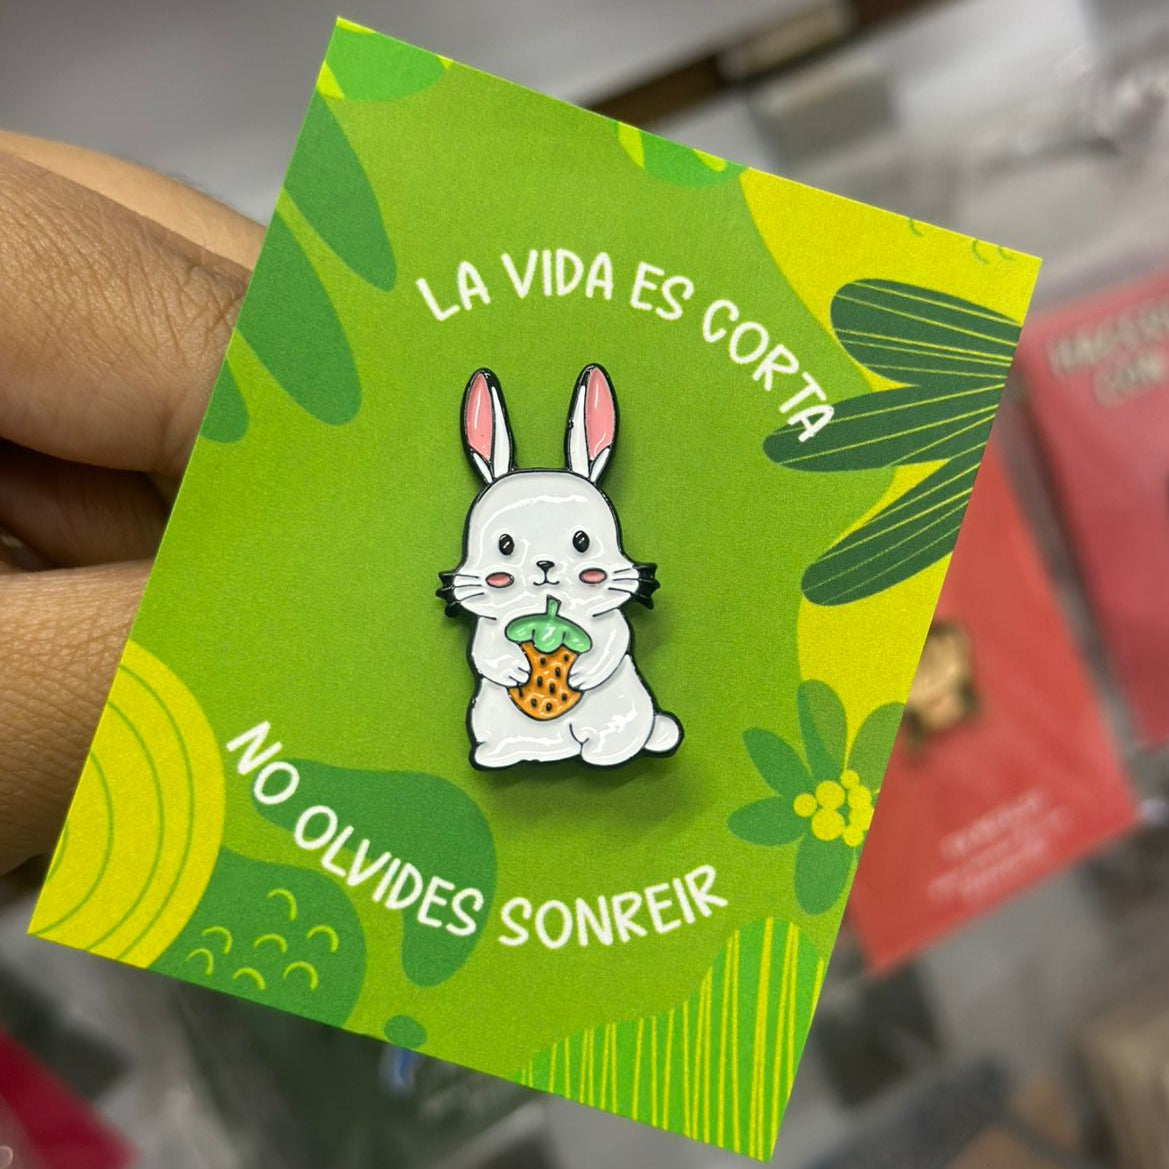 LA VIDA ES CORTA
NO OLVIDES SONREIR